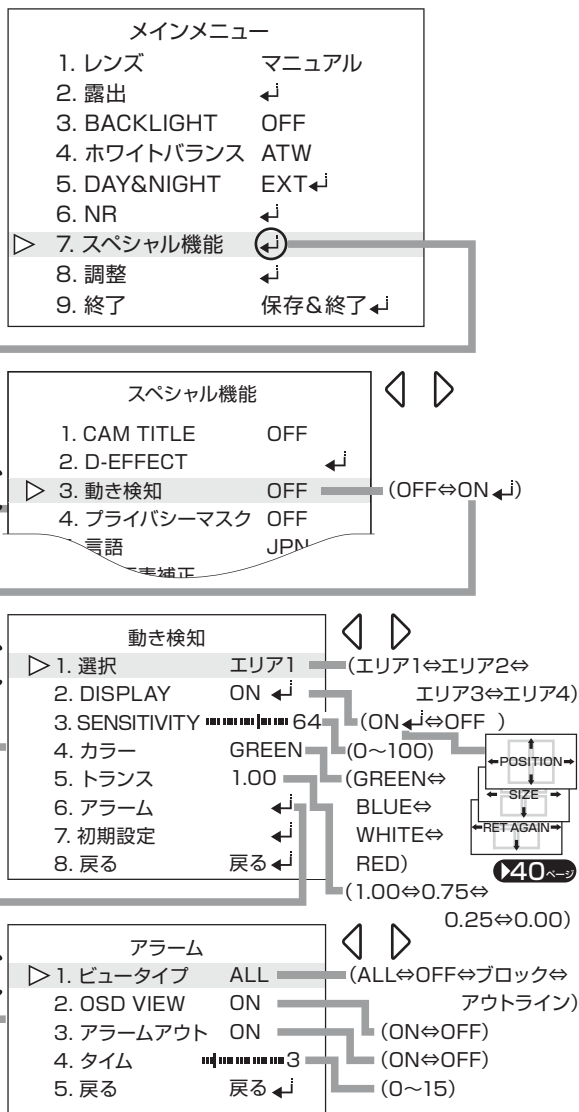 メインメニュー
1. レンズ マニュアル
2. 露出 ↵
3. BACKLIGHT OFF
4. ホワイトバランス ATW
5. DAY&NIGHT EXT↵
6. NR ↵
▷ 7. スペシャル機能 ↵
8. 調整 ↵
9. 終了 保存&終了↵
スペシャル機能
1. CAM TITLE OFF
2. D-EFFECT ↵
▷ 3. 動き検知 OFF (OFF⇔ON↵)
4. プライバシーマスク OFF
言語 JPN
素補正
動き検知
▷ 1. 選択 エリア1 (エリア1⇔エリア2⇔
エリア3⇔エリア4)
2. DISPLAY ON ↵ (ON↵⇔OFF )
3. SENSITIVITY 64 (0~100)
4. カラー GREEN (GREEN⇔
BLUE⇔
WHITE⇔
RED)
5. トランス 1.00 (1.00⇔0.75⇔
0.25⇔0.00)
6. アラーム ↵
7. 初期設定 ↵
8. 戻る 戻る↵
←POSITION→
← SIZE →
←RET AGAIN→
▶40ページ
アラーム
▷ 1. ビュータイプ ALL (ALL⇔OFF⇔ブロック⇔
アウトライン)
2. OSD VIEW ON (ON⇔OFF)
3. アラームアウト ON (ON⇔OFF)
4. タイム 3 (0~15)
5. 戻る 戻る↵